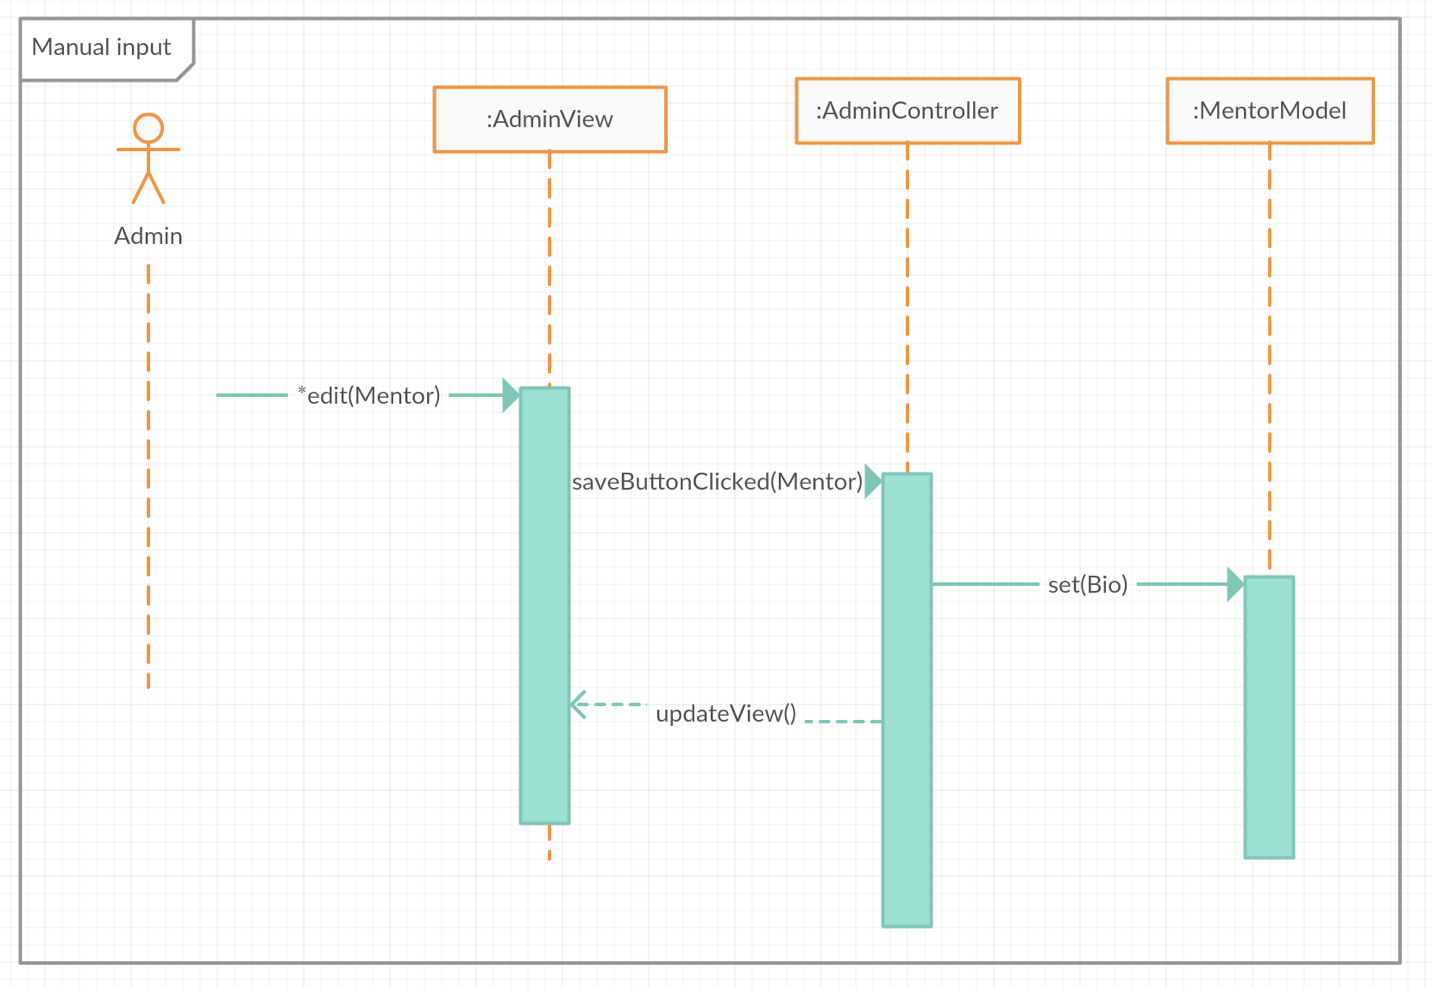 Manual input
:AdminView
:AdminController
:MentorModel
Admin
*edit(Mentor)
saveButtonClicked(Mentor)
set(Bio)
updateView()